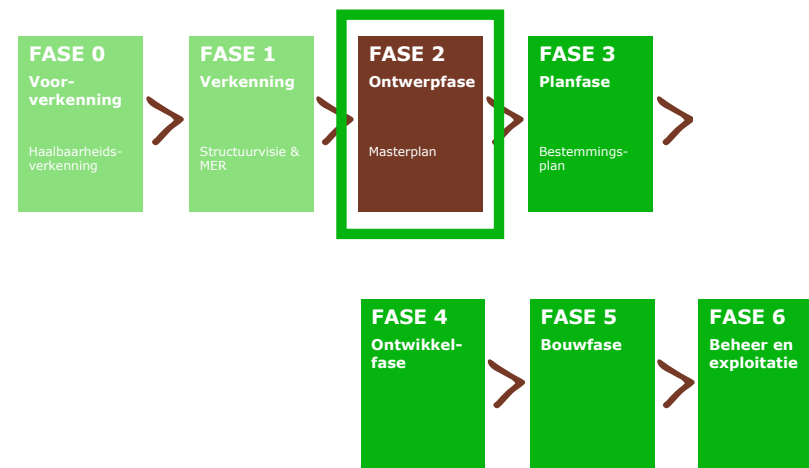 FASE 0
Voor-
verkenning
Haalbaarheids-
verkenning
FASE 1
Verkenning
Structuurvisie &
MER
FASE 2
Ontwerpfase
Masterplan
FASE 3
Planfase
Bestemmings-
plan
FASE 4
Ontwikkel-
fase
FASE 5
Bouwfase
FASE 6
Beheer en
exploitatie